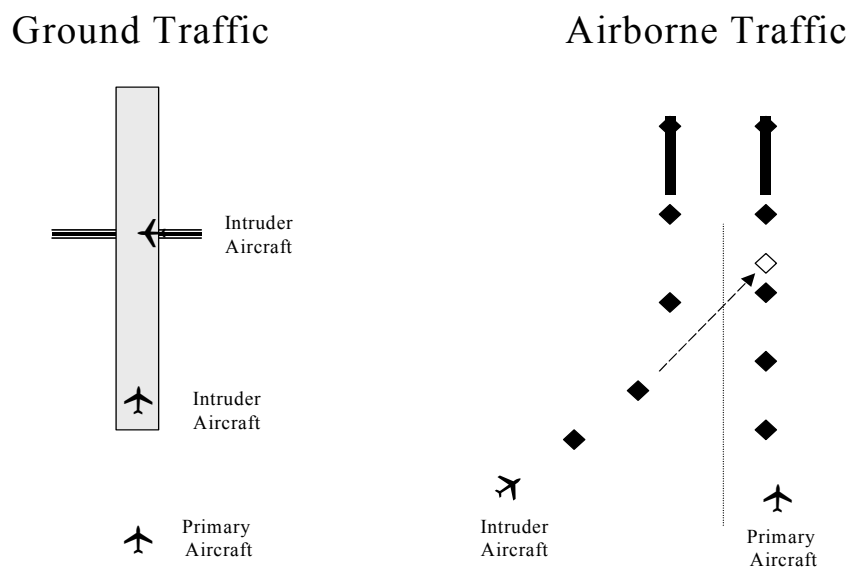 Ground Traffic
Airborne Traffic
Intruder
Aircraft
Intruder
Aircraft
Primary
Aircraft
Intruder
Aircraft
Primary
Aircraft